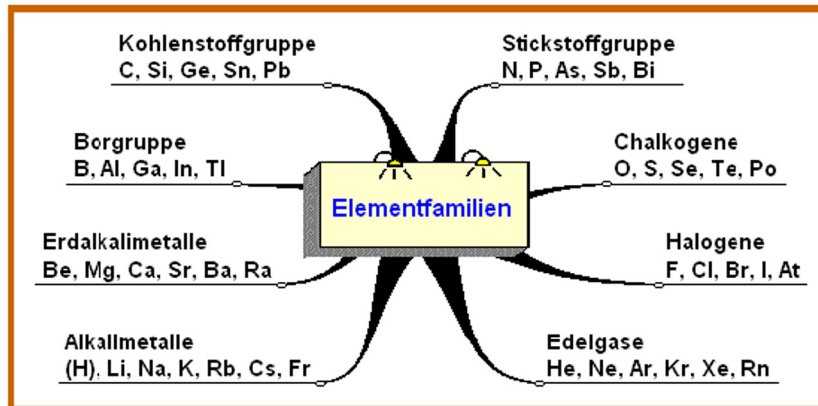 Kohlenstoffgruppe
C, Si, Ge, Sn, Pb
Stickstoffgruppe
N, P, As, Sb, Bi
Borgruppe
B, Al, Ga, In, Tl
Chalkogene
O, S, Se, Te, Po
Elementfamilien
Erdalkalimetalle
Be, Mg, Ca, Sr, Ba, Ra
Halogene
F, Cl, Br, I, At
Alkalimetalle
(H), Li, Na, K, Rb, Cs, Fr
Edelgase
He, Ne, Ar, Kr, Xe, Rn